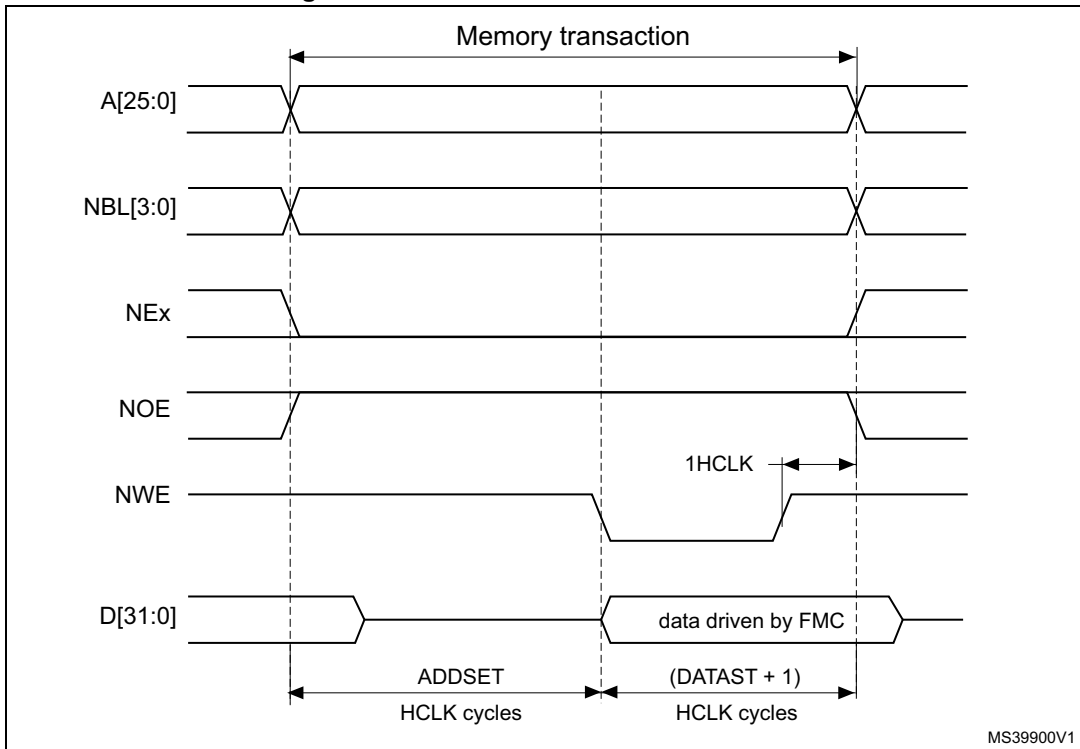 Memory transaction
A[25:0]
NBL[3:0]
NEx
NOE
1HCLK
NWE
D[31:0]
data driven by FMC
ADDSET
(DATAST + 1)
HCLK cycles
HCLK cycles
MS39900V1